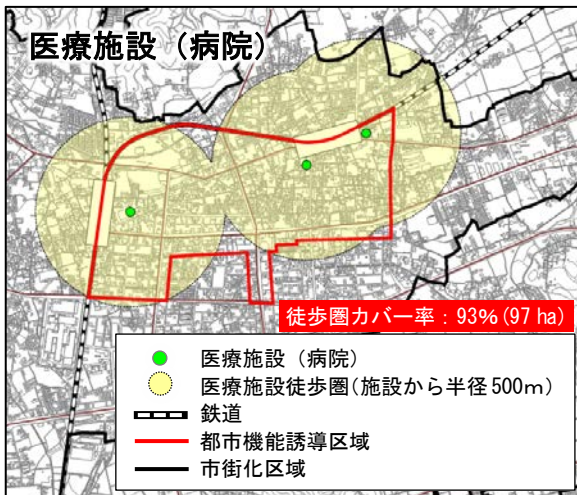 医療施設（病院）
徒歩圏カバー率：93%(97 ha)
医療施設（病院）
医療施設徒歩圏(施設から半径500m)
鉄道
都市機能誘導区域
市街化区域